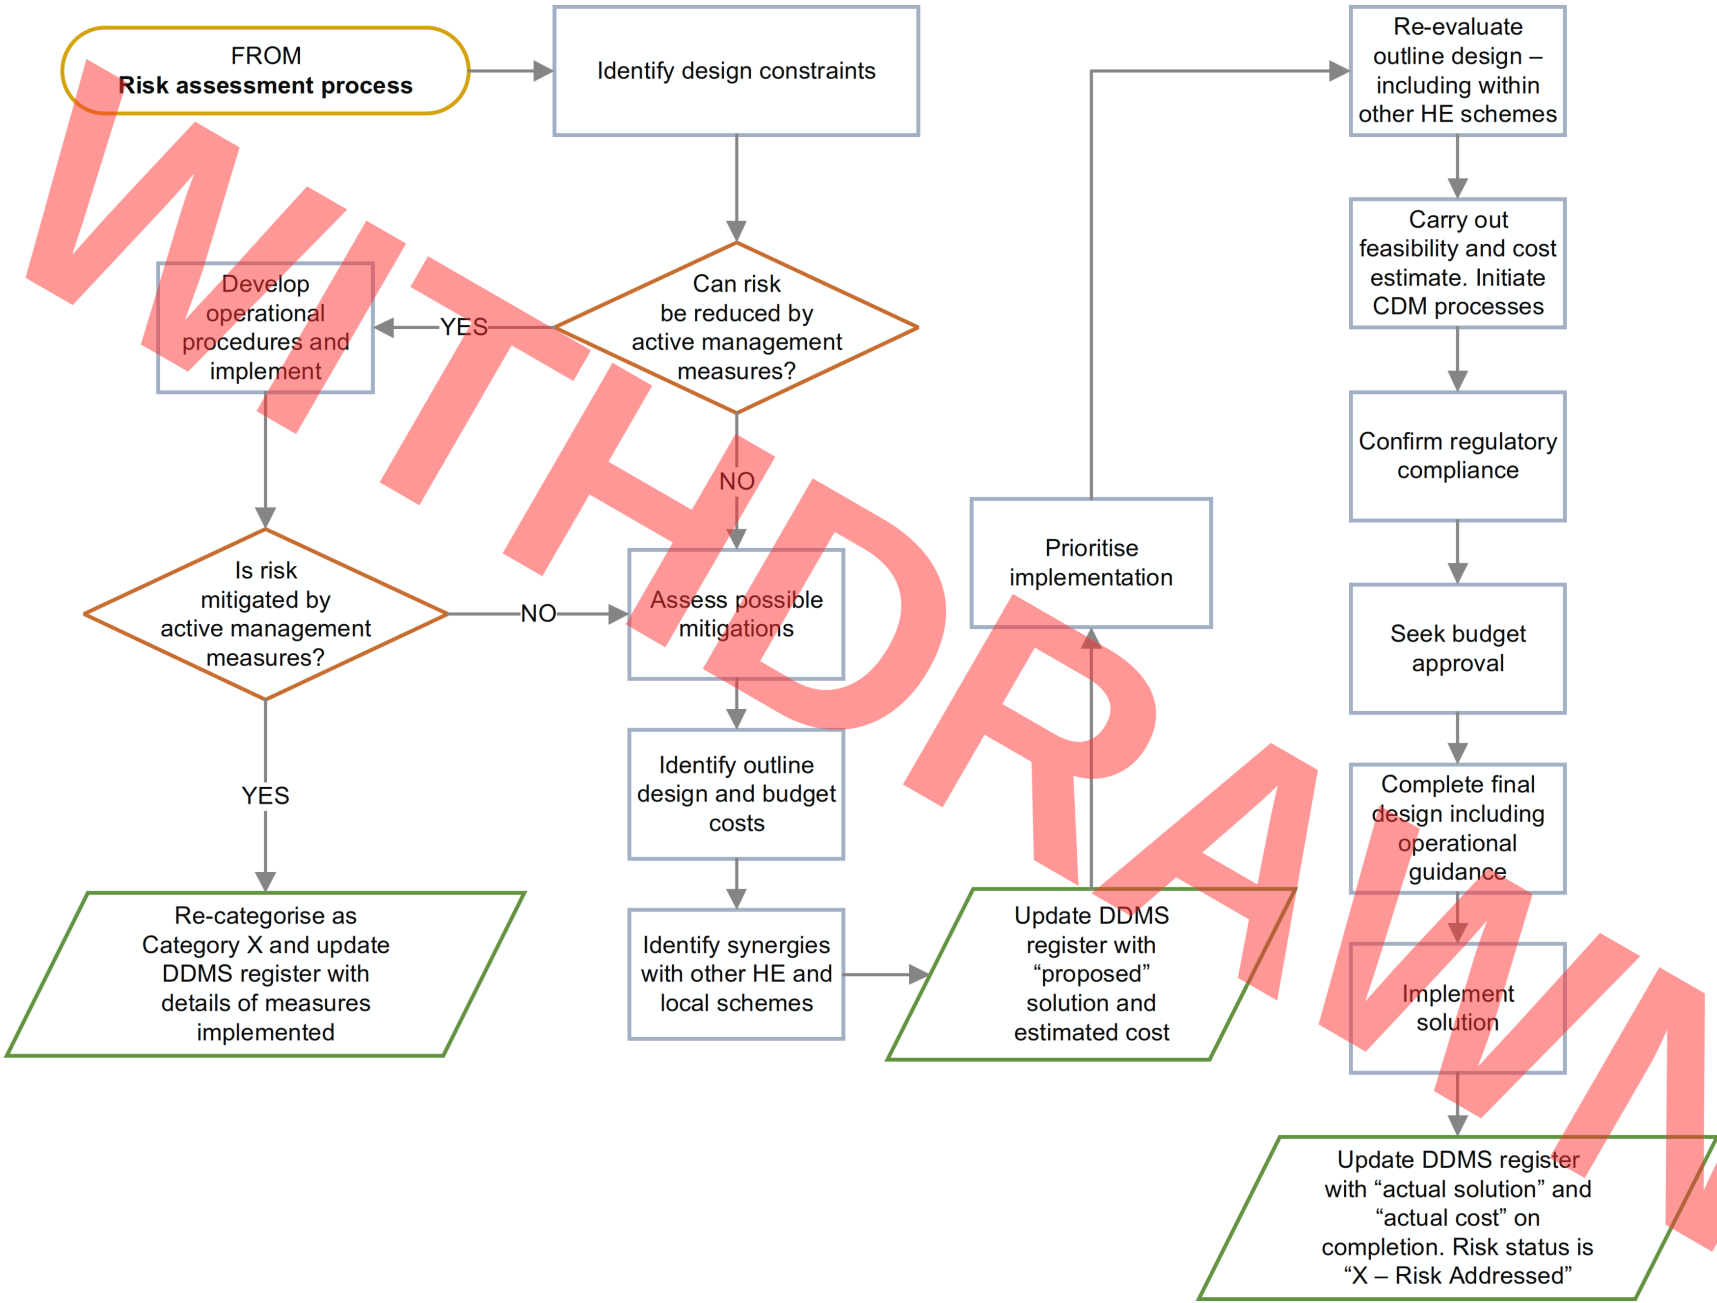 FROM
Risk assessment process
Identify design constraints
Can risk
be reduced by
active management
measures?
YES
Develop
operational
procedures and
implement
NO
Is risk
mitigated by
active management
measures?
NO
YES
Re-categorise as
Category X and update
DDMS register with
details of measures
implemented
Assess possible
mitigations
Identify outline
design and budget
costs
Identify synergies
with other HE and
local schemes
Update DDMS
register with
“proposed”
solution and
estimated cost
Prioritise
implementation
Re-evaluate
outline design –
including within
other HE schemes
Carry out
feasibility and cost
estimate. Initiate
CDM processes
Confirm regulatory
compliance
Seek budget
approval
Complete final
design including
operational
guidance
Implement
solution
Update DDMS register
with “actual solution” and
“actual cost” on
completion. Risk status is
“X – Risk Addressed”
WITHDRAWN